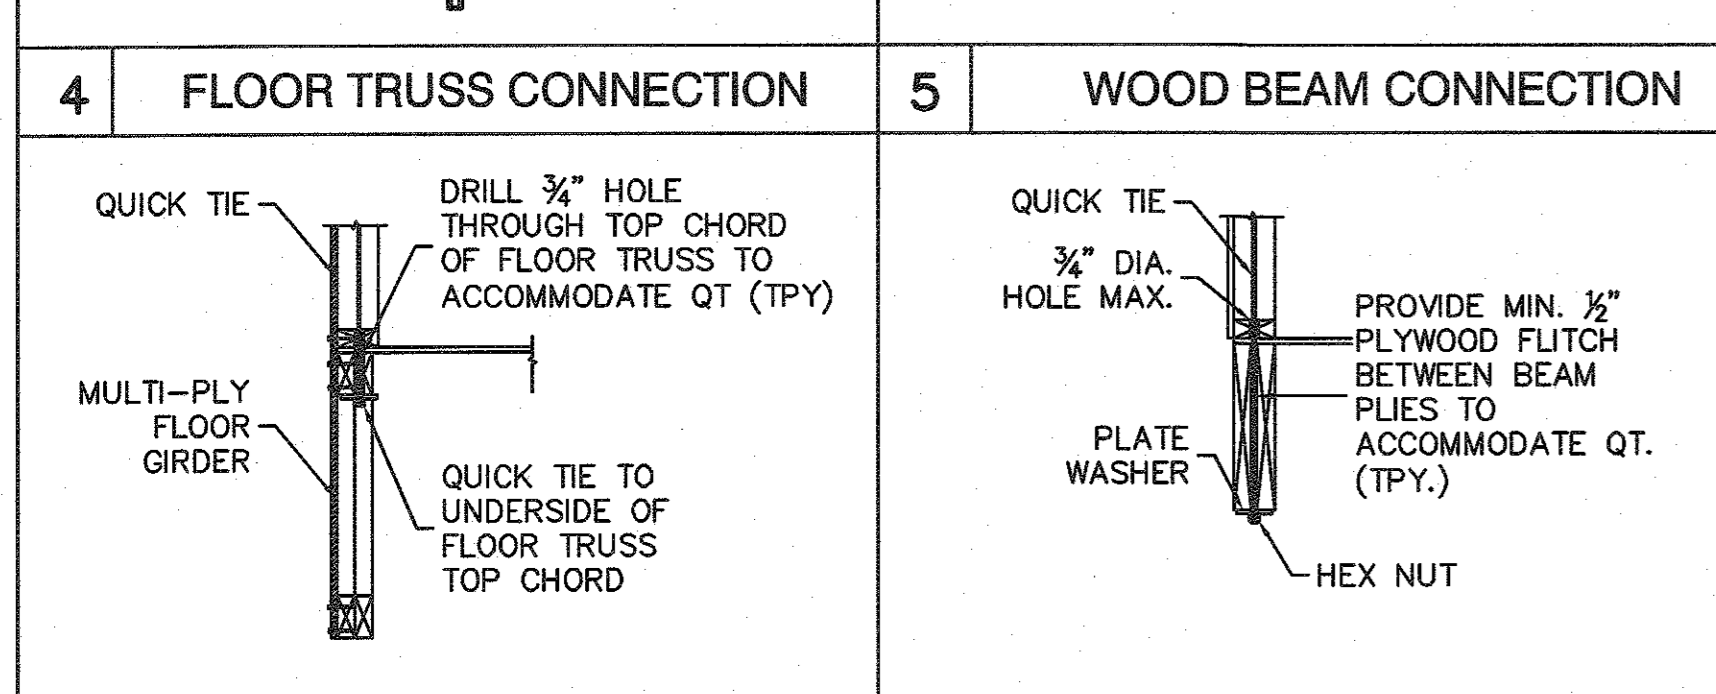 4 FLOOR TRUSS CONNECTION
QUICK TIE
DRILL ¾" HOLE
THROUGH TOP CHORD
OF FLOOR TRUSS TO
ACCOMMODATE QT (TPY)
MULTI-PLY
FLOOR
GIRDER
QUICK TIE TO
UNDERSIDE OF
FLOOR TRUSS
TOP CHORD
5 WOOD BEAM CONNECTION
QUICK TIE
¾" DIA.
HOLE MAX.
PROVIDE MIN. ½"
PLYWOOD FLITCH
BETWEEN BEAM
PLIES TO
ACCOMMODATE QT.
(TPY.)
PLATE
WASHER
HEX NUT